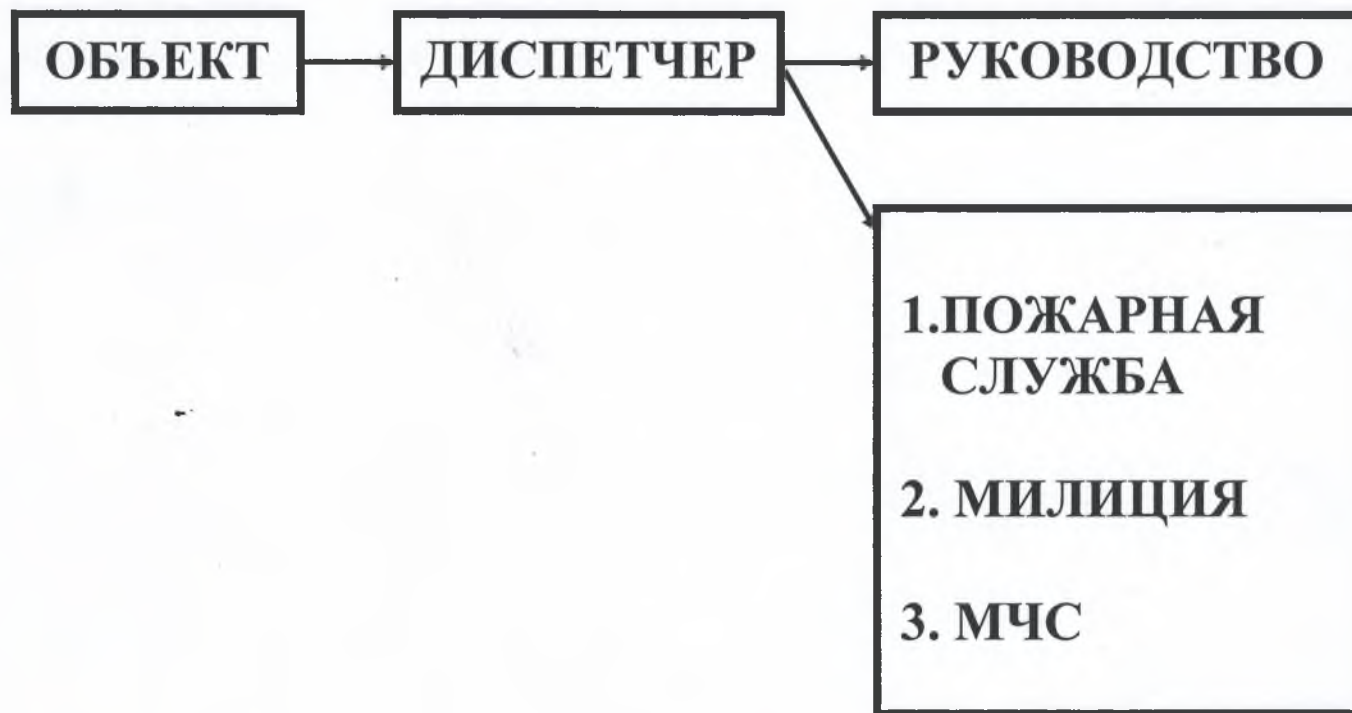 ОБЪЕКТ
ДИСПЕТЧЕР
РУКОВОДСТВО
1.ПОЖАРНАЯ
СЛУЖБА
2. МИЛИЦИЯ
3. МЧС